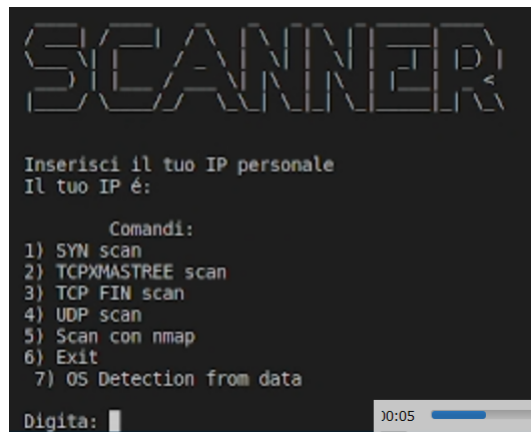 SCANNER
Inserisci il tuo IP personale
Il tuo IP é:
Comandi:
1) SYN scan
2) TCPXMASTREE scan
3) TCP FIN scan
4) UDP scan
5) Scan con nmap
6) Exit
7) OS Detection from data
Digita:
00:05